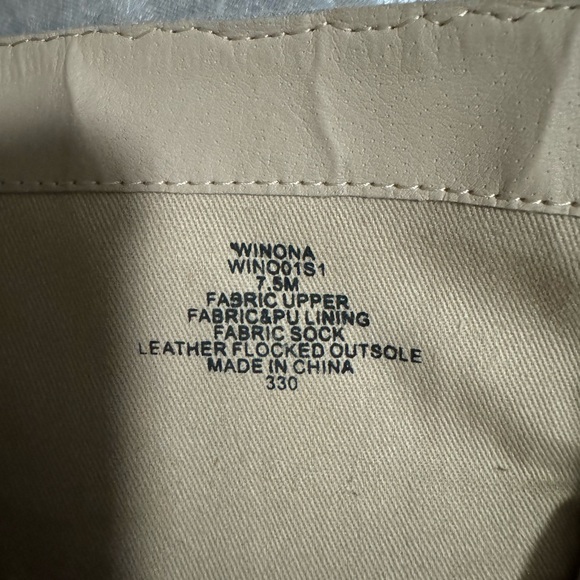 WINONA
WINO01S1
7.5M
FABRIC UPPER
FABRIC&PU LINING
FABRIC SOCK
LEATHER FLOCKED OUTSOLE
MADE IN CHINA
330